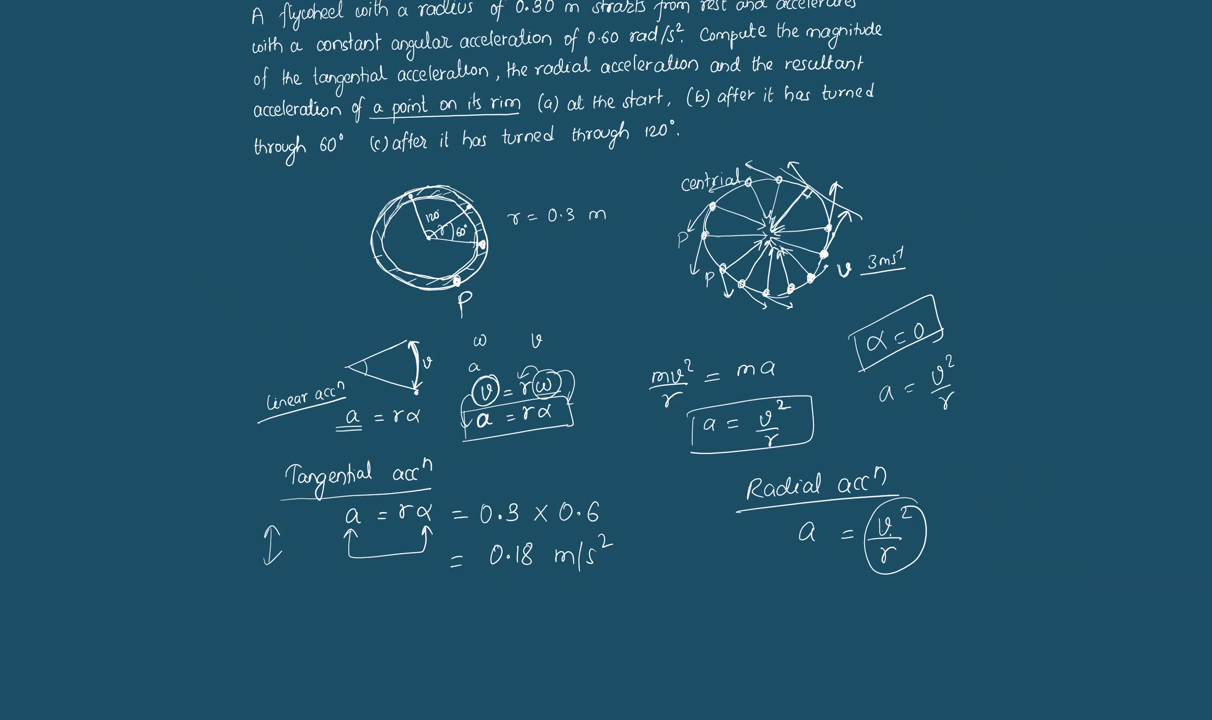 A flywheel with a radius of 0.30 m strarts from rest and accelerates
with a constant angular acceleration of 0.60 rad/s². Compute the magnitude
of the tangential acceleration, the radial acceleration and the resultant
acceleration of a point on its rim (a) at the start, (b) after it has turned
through 60° (c) after it has turned through 120°.
120°
r
60°
r = 0.3 m
P
centrial
P
P
v 3ms⁻¹
α = 0
a = v²/r
linear accⁿ
v
a = rα
ω v
a
v = rω
a = rα
mv²/r = ma
a = v²/r
Tangential accⁿ
a = rα = 0.3 × 0.6
= 0.18 m/s²
Radial accⁿ
a = v²/r